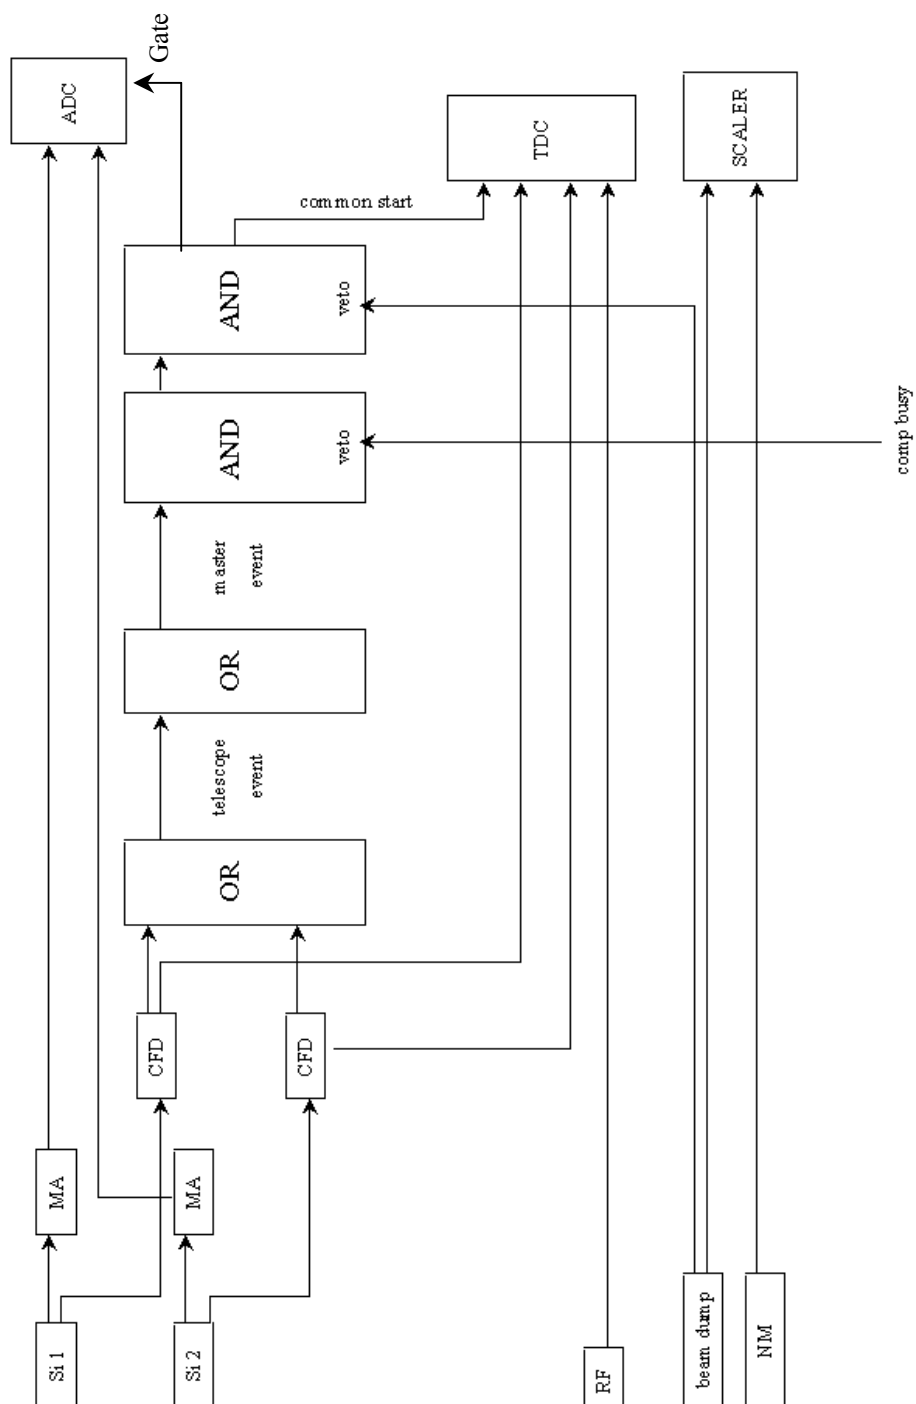 Gate
ADC
TDC
SCALER
common start
AND
veto
AND
veto
comp busy
master
event
OR
telescope
event
OR
CFD
CFD
MA
MA
Si 1
Si 2
RF
beam dump
NM